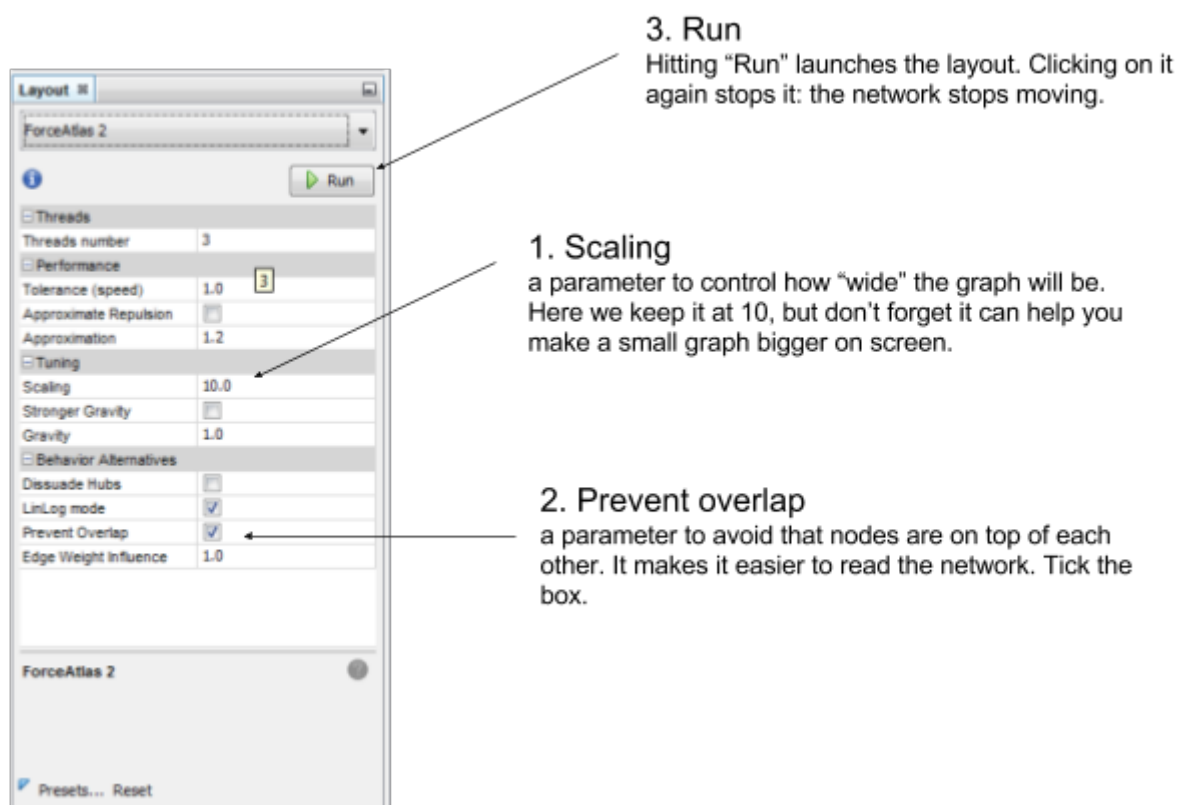 3. Run
Hitting “Run” launches the layout. Clicking on it
again stops it: the network stops moving.
Layout
ForceAtlas 2
Run
Threads
Threads number 3
Performance
Tolerance (speed) 1.0
3
Approximate Repulsion
Approximation 1.2
Tuning
Scaling 10.0
Stronger Gravity
Gravity 1.0
Behavior Alternatives
Dissuade Hubs
LinLog mode
Prevent Overlap
Edge Weight Influence 1.0
ForceAtlas 2
Presets... Reset
1. Scaling
a parameter to control how “wide” the graph will be.
Here we keep it at 10, but don’t forget it can help you
make a small graph bigger on screen.
2. Prevent overlap
a parameter to avoid that nodes are on top of each
other. It makes it easier to read the network. Tick the
box.